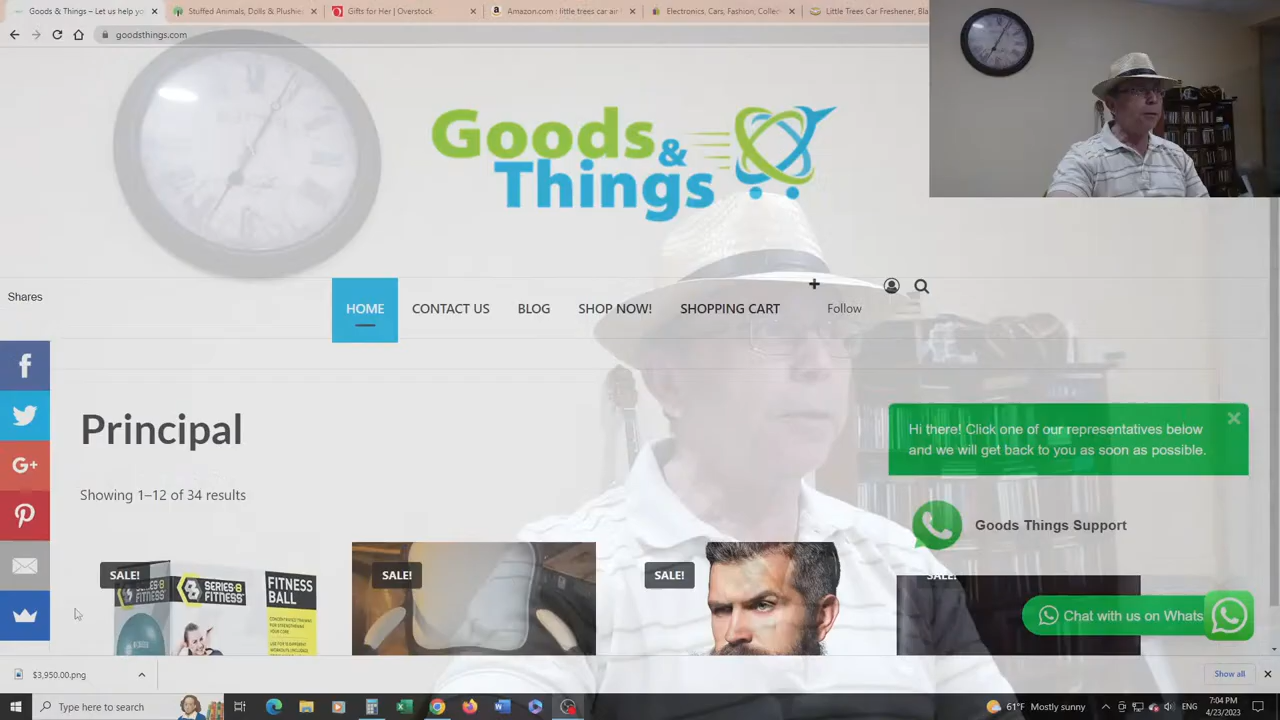 Goods & Things – Let us help yo
Stuffed Animals, Dolls & Plushie
Gifts for Her | Overstock
Amazon.com : little trees car air
Electronics, Cars, Fashion, Collec
Little Trees Car Freshener, Bla
goodsthings.com
Goods &
Things
Shares
HOME
CONTACT US
BLOG
SHOP NOW!
SHOPPING CART
Follow
Principal
Showing 1–12 of 34 results
Hi there! Click one of our representatives below
and we will get back to you as soon as possible.
Goods Things Support
SALE!
SERIES-8
FITNESS
FITNESS
BALL
SALE!
SALE!
SALE!
Chat with us on Whats
$3,950.00.png
Show all
Type here to search
61°F Mostly sunny
ENG
7:04 PM
4/23/2023